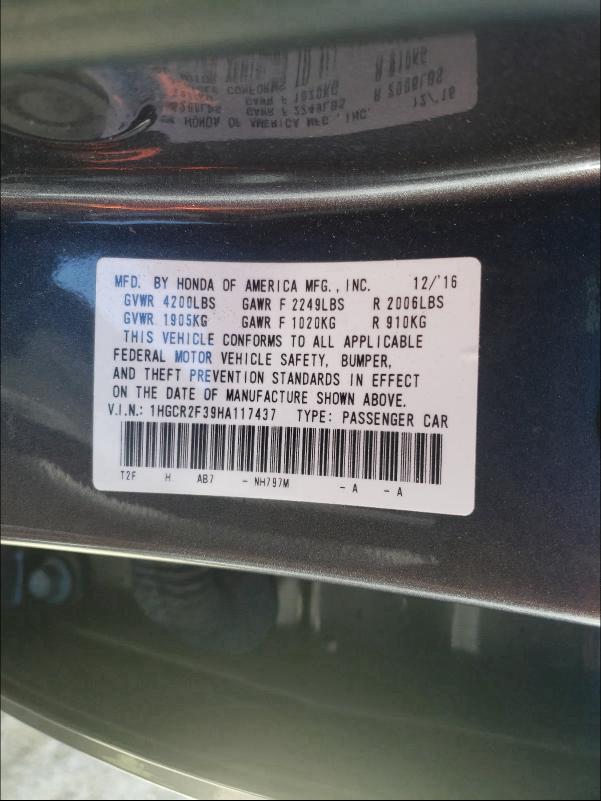 MFD. BY HONDA OF AMERICA MFG., INC. 12/'16
GVWR 4200LBS GAWR F 2249LBS R 2006LBS
GVWR 1905KG GAWR F 1020KG R 910KG
THIS VEHICLE CONFORMS TO ALL APPLICABLE
FEDERAL MOTOR VEHICLE SAFETY, BUMPER,
AND THEFT PREVENTION STANDARDS IN EFFECT
ON THE DATE OF MANUFACTURE SHOWN ABOVE.
V.I.N.: 1HGCR2F39HA117437 TYPE: PASSENGER CAR
T2F H AB7 - NH797M - A - A